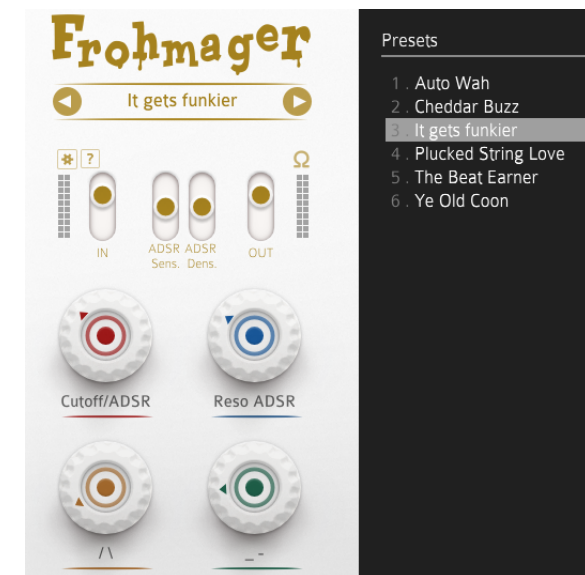 Frohmager
It gets funkier
* ? Ω
IN
ADSR ADSR
Sens. Dens.
OUT
Cutoff/ADSR
Reso ADSR
/ \
_ -
Presets
1 . Auto Wah
2 . Cheddar Buzz
3 . It gets funkier
4 . Plucked String Love
5 . The Beat Earner
6 . Ye Old Coon